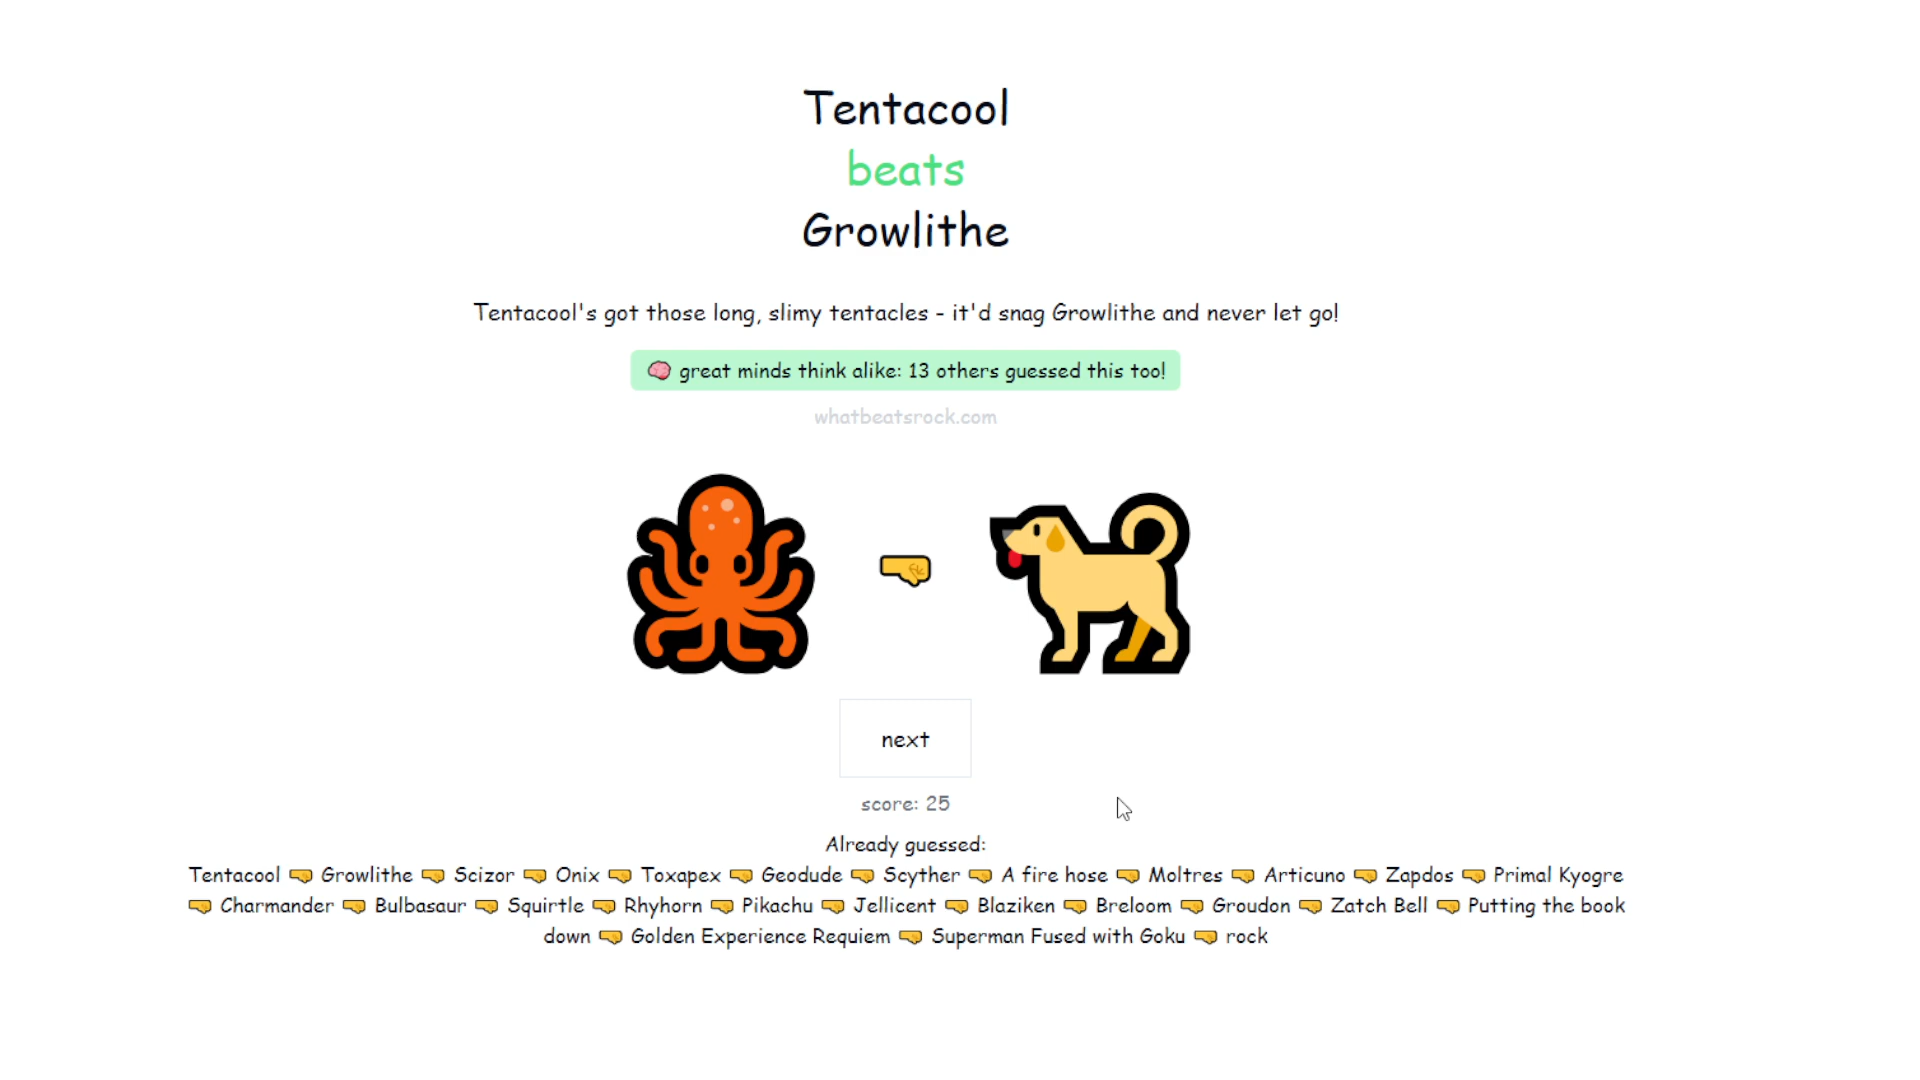 Tentacool
beats
Growlithe
Tentacool's got those long, slimy tentacles - it'd snag Growlithe and never let go!
🧠 great minds think alike: 13 others guessed this too!
whatbeatsrock.com
next
score: 25
Already guessed:
Tentacool 🤜 Growlithe 🤜 Scizor 🤜 Onix 🤜 Toxapex 🤜 Geodude 🤜 Scyther 🤜 A fire hose 🤜 Moltres 🤜 Articuno 🤜 Zapdos 🤜 Primal Kyogre
🤜 Charmander 🤜 Bulbasaur 🤜 Squirtle 🤜 Rhyhorn 🤜 Pikachu 🤜 Jellicent 🤜 Blaziken 🤜 Breloom 🤜 Groudon 🤜 Zatch Bell 🤜 Putting the book
down 🤜 Golden Experience Requiem 🤜 Superman Fused with Goku 🤜 rock